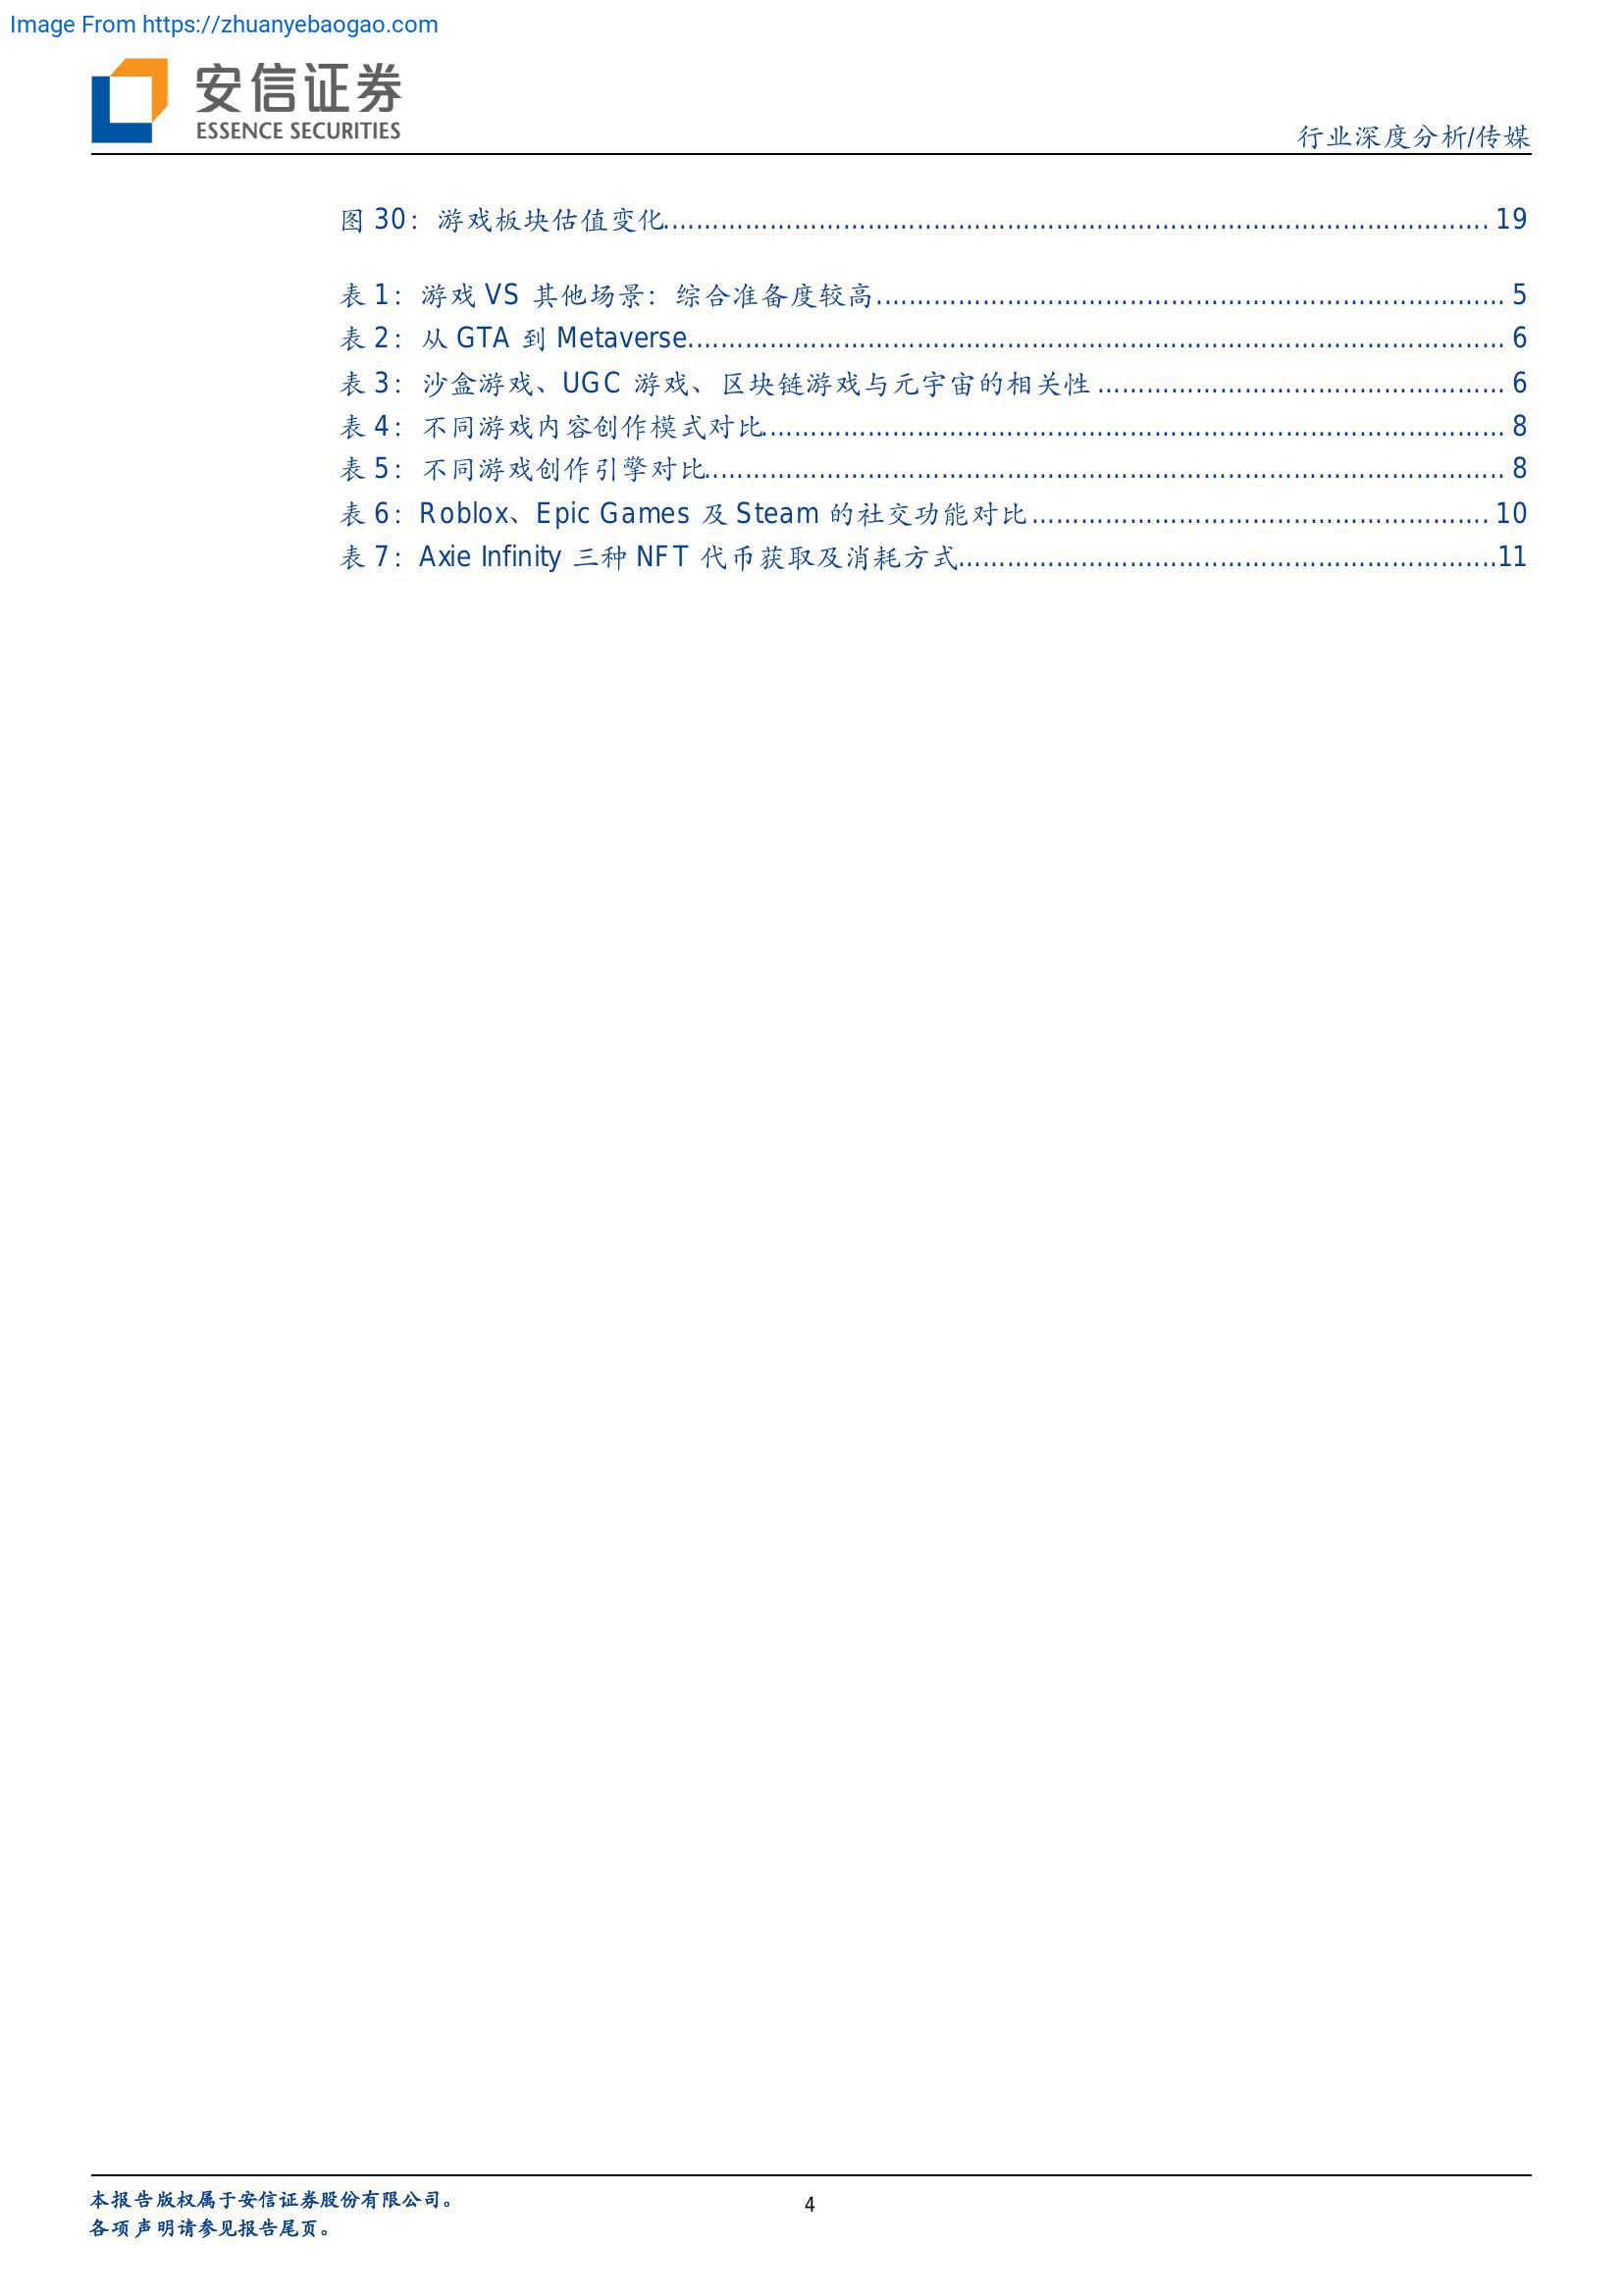 Image From https://zhuanyebaogao.com
安信证券
ESSENCE SECURITIES
行业深度分析/传媒
图 30：游戏板块估值变化.......................................................................................................... 19
表 1：游戏 VS 其他场景：综合准备度较高............................................................................. 5
表 2：从 GTA 到 Metaverse.................................................................................................... 6
表 3：沙盒游戏、UGC 游戏、区块链游戏与元宇宙的相关性 .................................................. 6
表 4：不同游戏内容创作模式对比........................................................................................... 8
表 5：不同游戏创作引擎对比.................................................................................................. 8
表 6：Roblox、Epic Games 及 Steam 的社交功能对比........................................................ 10
表 7：Axie Infinity 三种 NFT 代币获取及消耗方式..................................................................11
本报告版权属于安信证券股份有限公司。
4
各项声明请参见报告尾页。